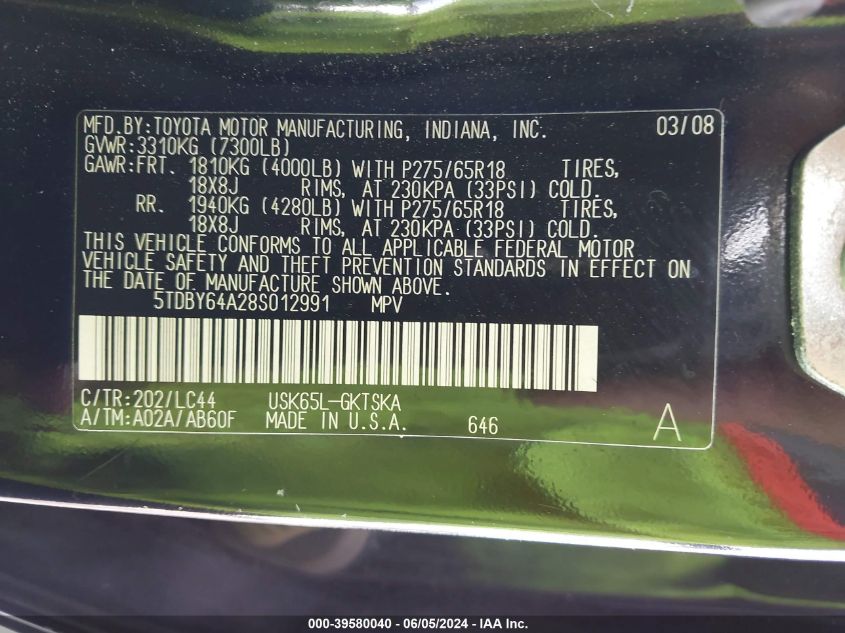 MFD.BY:TOYOTA MOTOR MANUFACTURING, INDIANA, INC. 03/08
GVWR:3310KG (7300LB)
GAWR:FRT. 1810KG (4000LB) WITH P275/65R18 TIRES,
18X8J RIMS, AT 230KPA (33PSI) COLD.
RR. 1940KG (4280LB) WITH P275/65R18 TIRES,
18X8J RIMS, AT 230KPA (33PSI) COLD.
THIS VEHICLE CONFORMS TO ALL APPLICABLE FEDERAL MOTOR
VEHICLE SAFETY AND THEFT PREVENTION STANDARDS IN EFFECT ON
THE DATE OF MANUFACTURE SHOWN ABOVE.
5TDBY64A28S012991 MPV
C/TR:202/LC44 USK65L-GKTSKA
A/TM:A02A/AB60F MADE IN U.S.A. 646 A
000-39580040 - 06/05/2024 - IAA Inc.